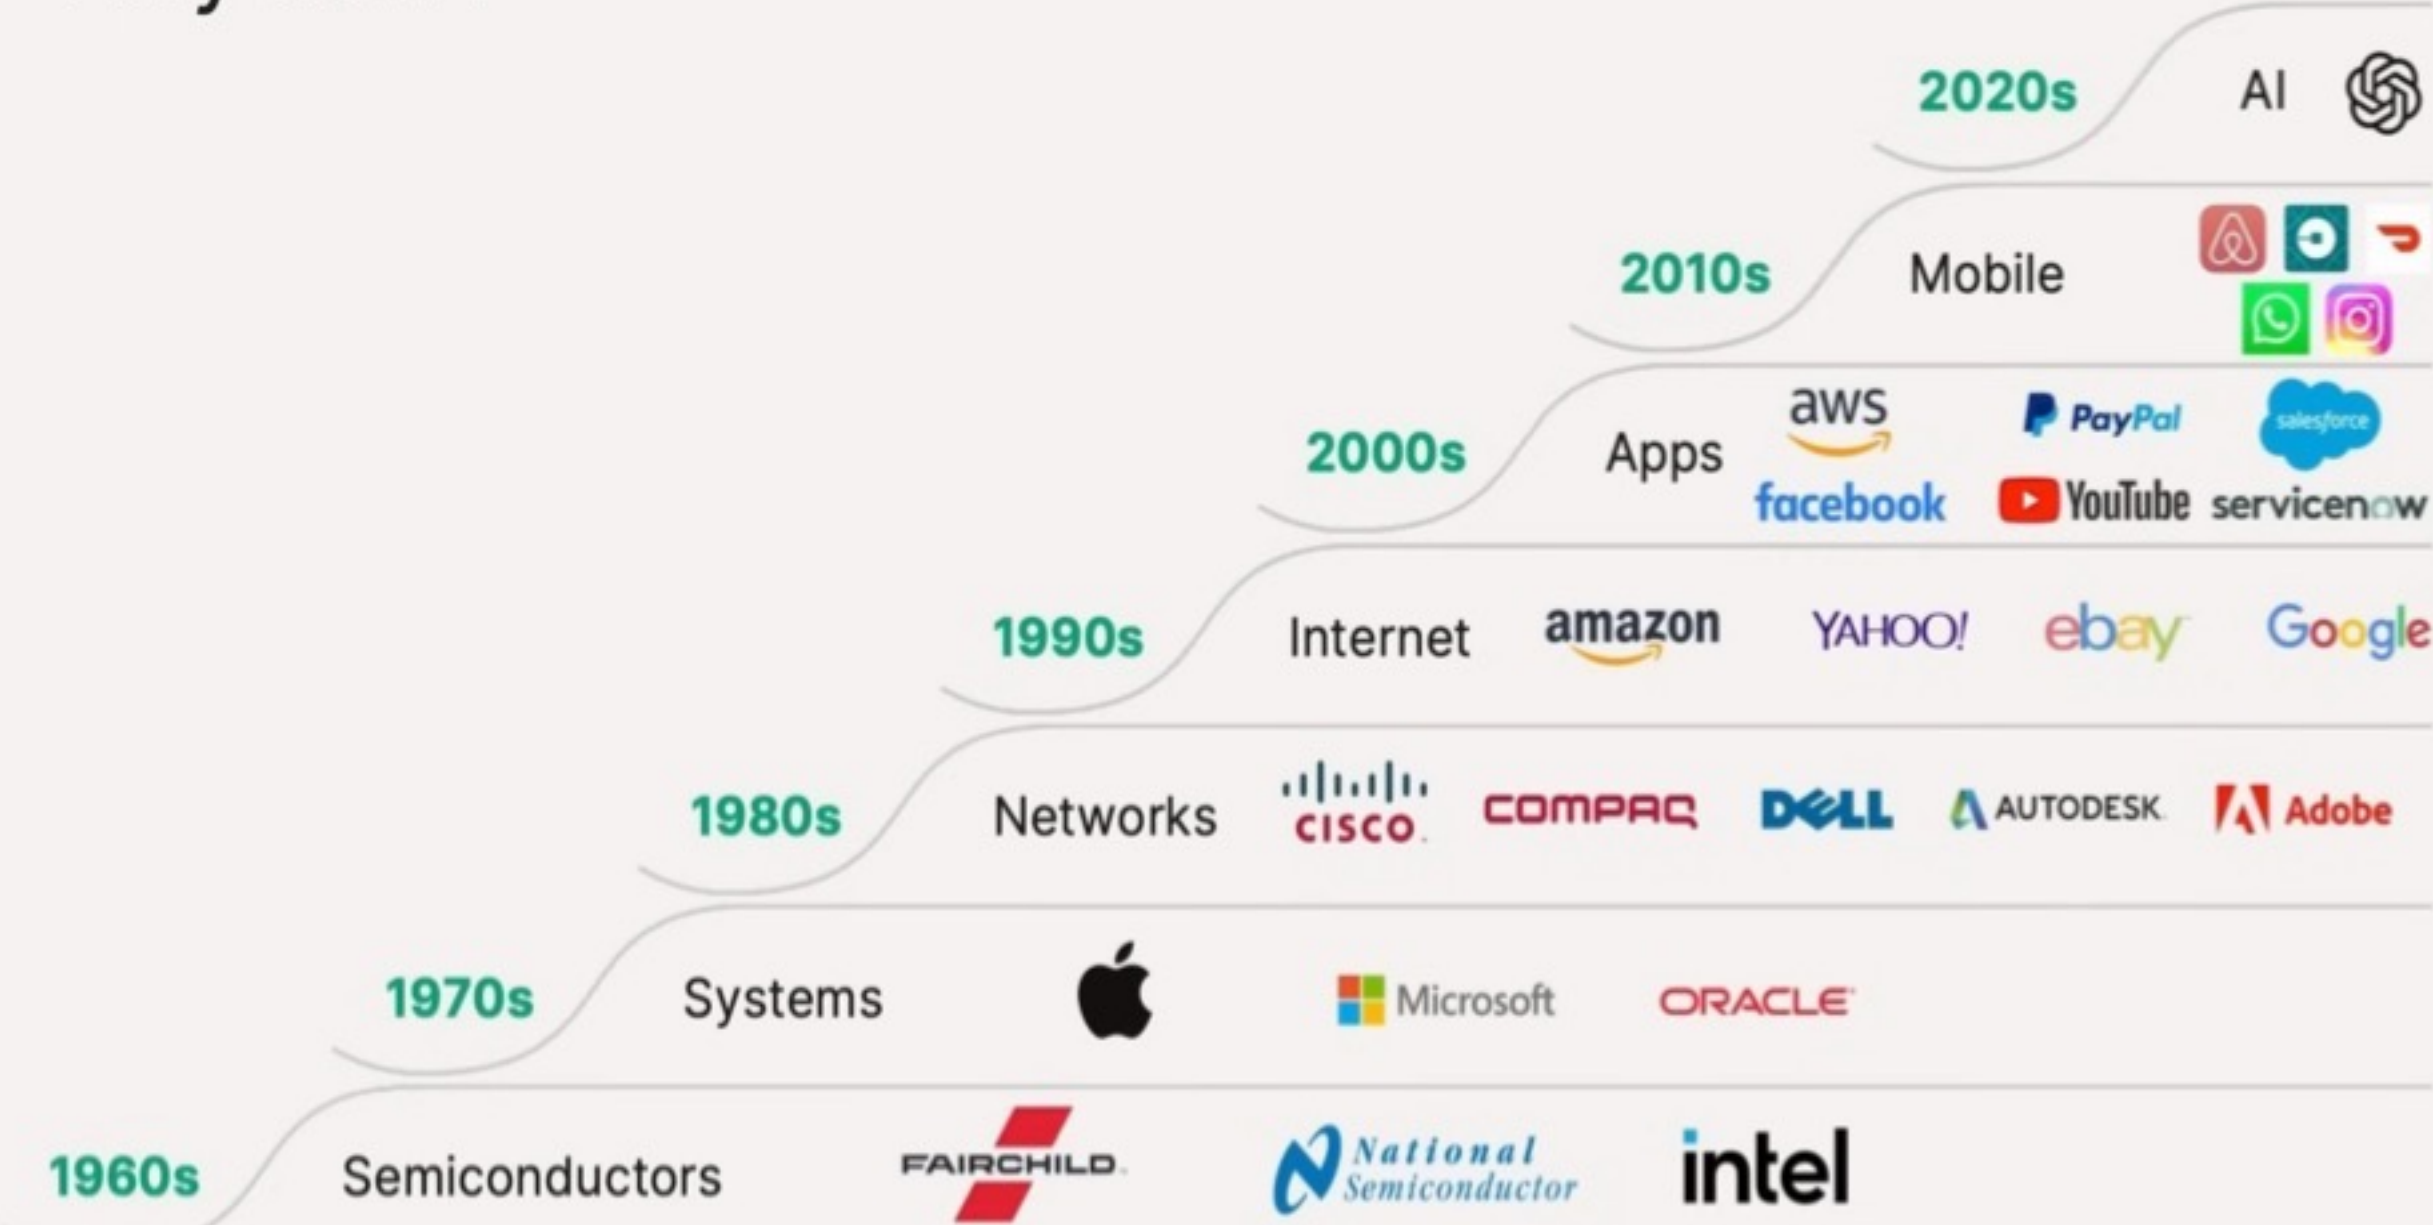 2020s AI
2010s Mobile
2000s Apps aws PayPal salesforce
facebook YouTube servicenow
1990s Internet amazon YAHOO! ebay Google
1980s Networks CISCO COMPAQ DELL AUTODESK Adobe
1970s Systems Microsoft ORACLE
1960s Semiconductors FAIRCHILD National Semiconductor intel